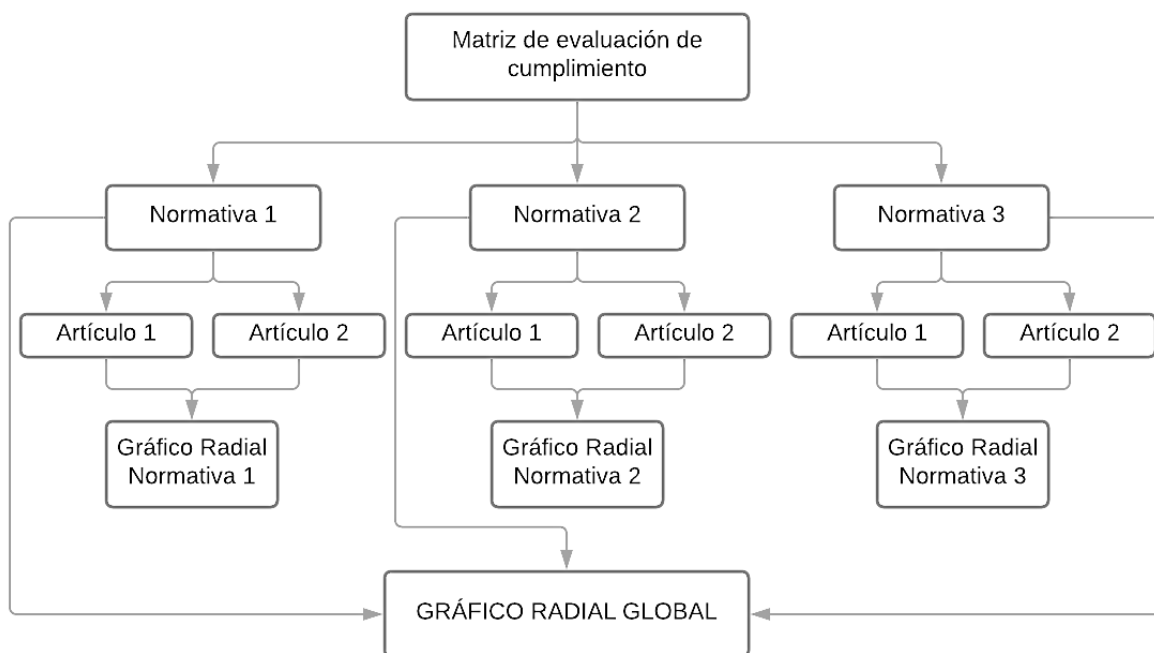 Matriz de evaluación de
cumplimiento
Normativa 1
Normativa 2
Normativa 3
Artículo 1
Artículo 2
Artículo 1
Artículo 2
Artículo 1
Artículo 2
Gráfico Radial
Normativa 1
Gráfico Radial
Normativa 2
Gráfico Radial
Normativa 3
GRÁFICO RADIAL GLOBAL